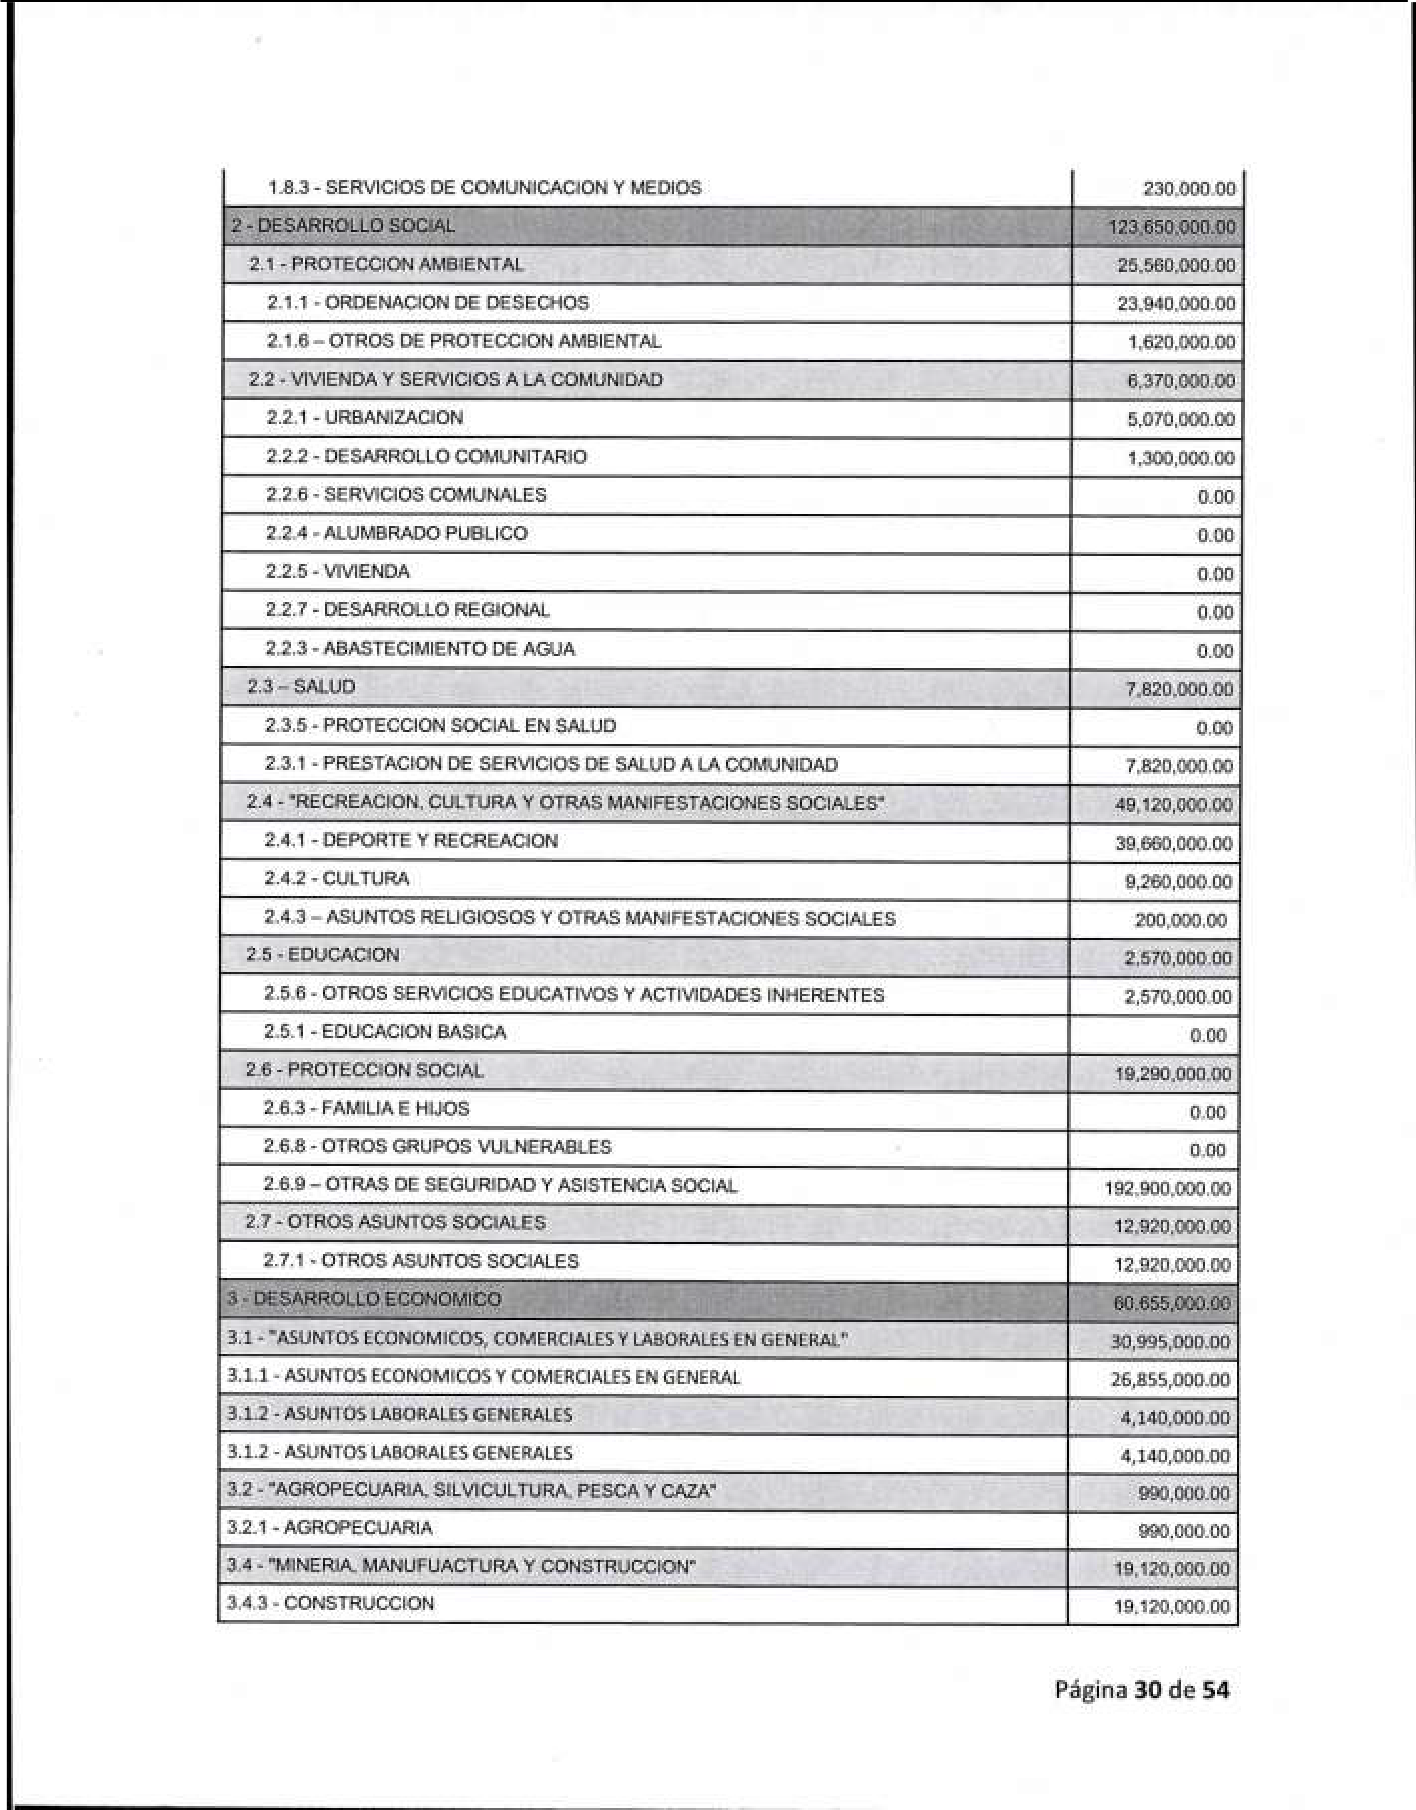 1.8.3 - SERVICIOS DE COMUNICACION Y MEDIOS 230,000.00
2 - DESARROLLO SOCIAL 123,650,000.00
2.1 - PROTECCION AMBIENTAL 25,560,000.00
2.1.1 - ORDENACION DE DESECHOS 23,940,000.00
2.1.6 – OTROS DE PROTECCION AMBIENTAL 1,620,000.00
2.2 - VIVIENDA Y SERVICIOS A LA COMUNIDAD 6,370,000.00
2.2.1 - URBANIZACION 5,070,000.00
2.2.2 - DESARROLLO COMUNITARIO 1,300,000.00
2.2.6 - SERVICIOS COMUNALES 0.00
2.2.4 - ALUMBRADO PUBLICO 0.00
2.2.5 - VIVIENDA 0.00
2.2.7 - DESARROLLO REGIONAL 0.00
2.2.3 - ABASTECIMIENTO DE AGUA 0.00
2.3 – SALUD 7,820,000.00
2.3.5 - PROTECCION SOCIAL EN SALUD 0.00
2.3.1 - PRESTACION DE SERVICIOS DE SALUD A LA COMUNIDAD 7,820,000.00
2.4 - "RECREACION, CULTURA Y OTRAS MANIFESTACIONES SOCIALES" 49,120,000.00
2.4.1 - DEPORTE Y RECREACION 39,660,000.00
2.4.2 - CULTURA 9,260,000.00
2.4.3 – ASUNTOS RELIGIOSOS Y OTRAS MANIFESTACIONES SOCIALES 200,000.00
2.5 - EDUCACION 2,570,000.00
2.5.6 - OTROS SERVICIOS EDUCATIVOS Y ACTIVIDADES INHERENTES 2,570,000.00
2.5.1 - EDUCACION BASICA 0.00
2.6 - PROTECCION SOCIAL 19,290,000.00
2.6.3 - FAMILIA E HIJOS 0.00
2.6.8 - OTROS GRUPOS VULNERABLES 0.00
2.6.9 – OTRAS DE SEGURIDAD Y ASISTENCIA SOCIAL 192,900,000.00
2.7 - OTROS ASUNTOS SOCIALES 12,920,000.00
2.7.1 - OTROS ASUNTOS SOCIALES 12,920,000.00
3 - DESARROLLO ECONOMICO 60,655,000.00
3.1 - "ASUNTOS ECONOMICOS, COMERCIALES Y LABORALES EN GENERAL" 30,995,000.00
3.1.1 - ASUNTOS ECONOMICOS Y COMERCIALES EN GENERAL 26,855,000.00
3.1.2 - ASUNTOS LABORALES GENERALES 4,140,000.00
3.1.2 - ASUNTOS LABORALES GENERALES 4,140,000.00
3.2 - "AGROPECUARIA, SILVICULTURA, PESCA Y CAZA" 990,000.00
3.2.1 - AGROPECUARIA 990,000.00
3.4 - "MINERIA, MANUFUACTURA Y CONSTRUCCION" 19,120,000.00
3.4.3 - CONSTRUCCION 19,120,000.00
Página 30 de 54